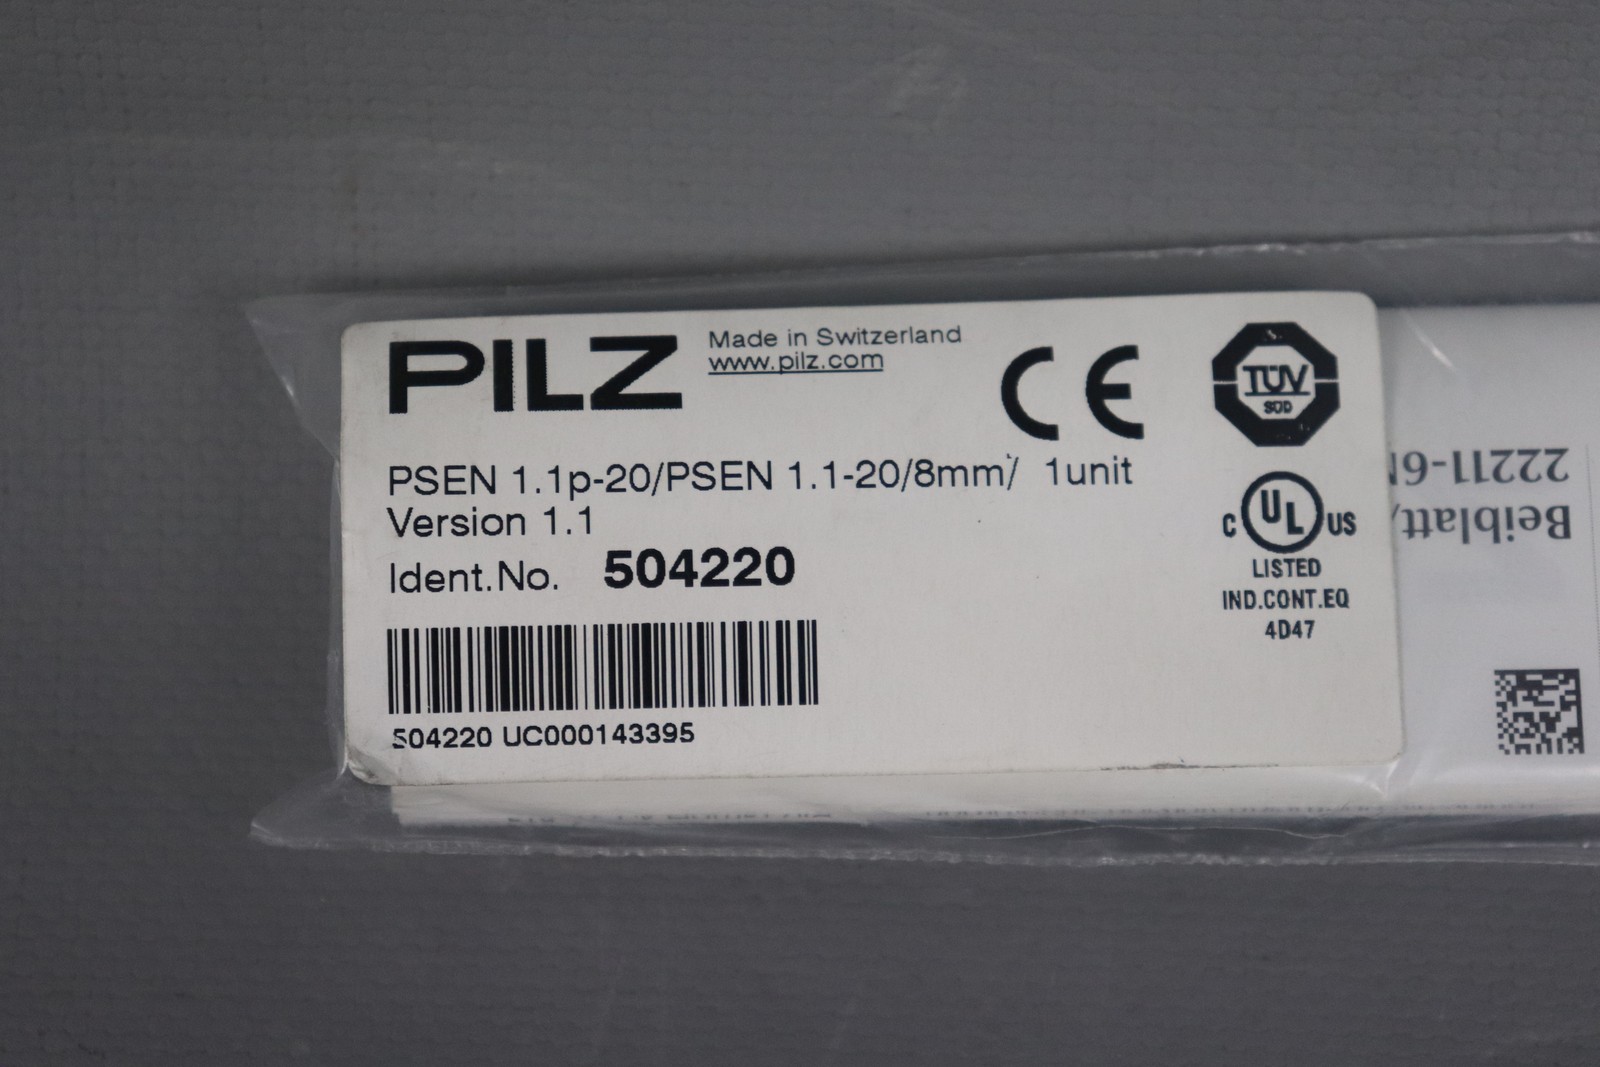 PILZ
Made in Switzerland
www.pilz.com
CE
TÜV
SÜD
PSEN 1.1p-20/PSEN 1.1-20/8mm/ 1unit
Version 1.1
Ident.No. 504220
504220 UC000143395
C UL US
LISTED
IND.CONT.EQ
4D47
Beiblatt
22211-6